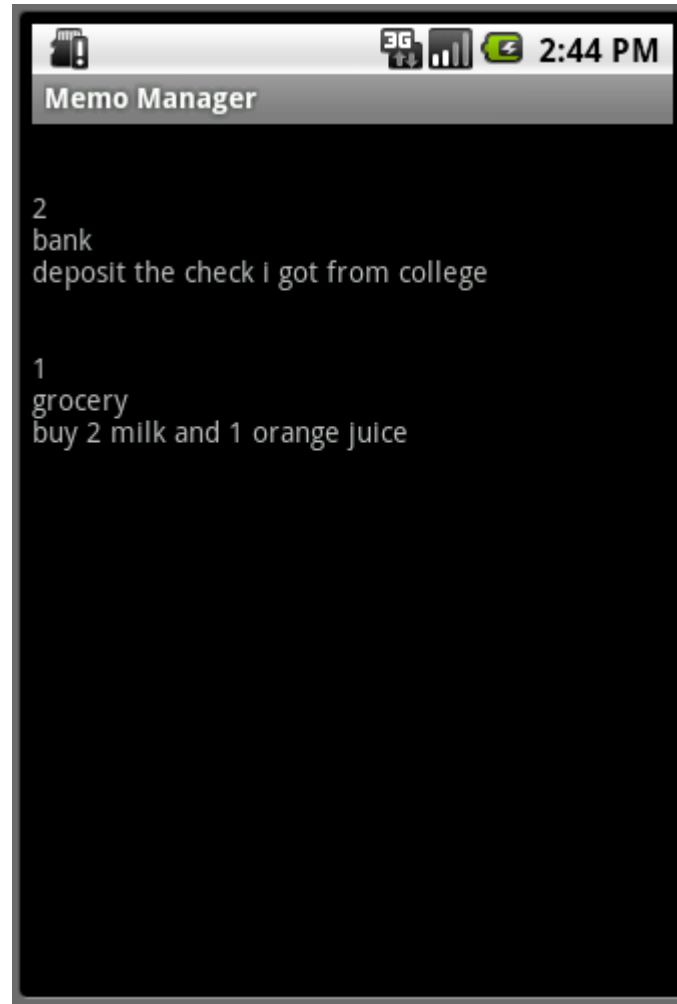 3G 2:44 PM
Memo Manager
2
bank
deposit the check i got from college
1
grocery
buy 2 milk and 1 orange juice